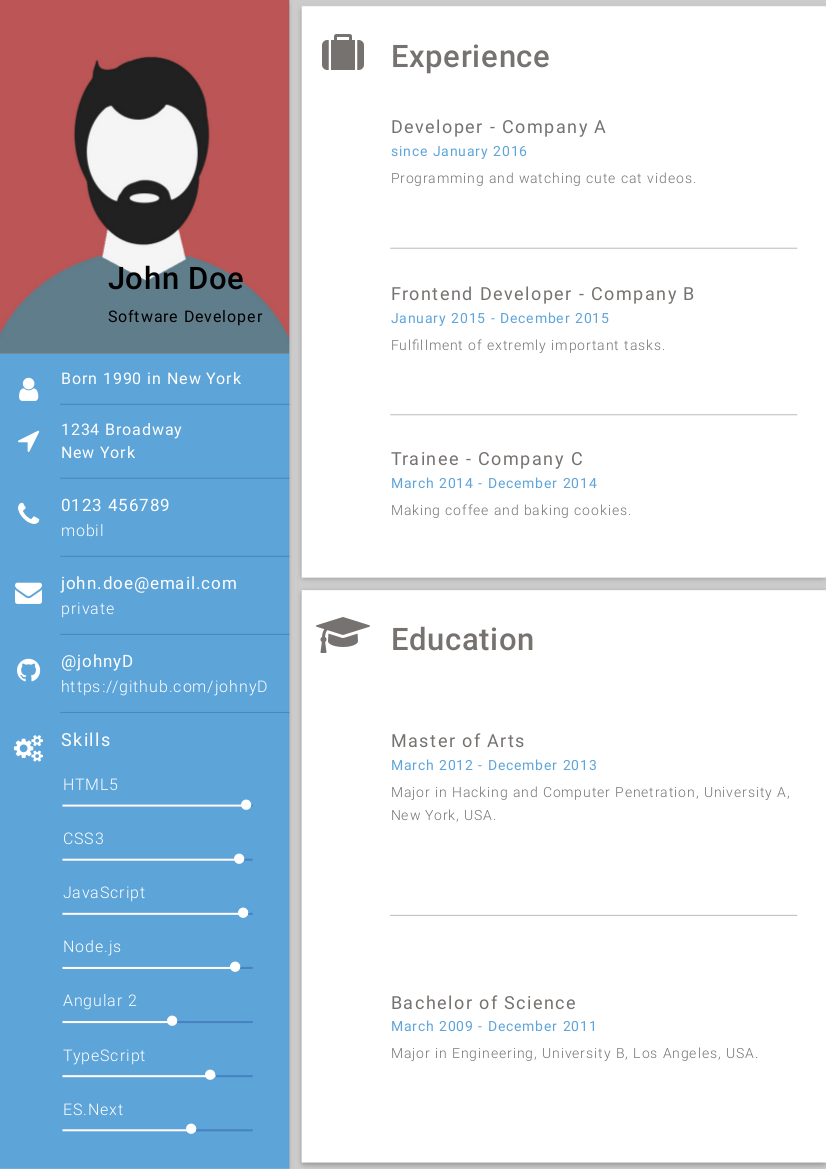 John Doe
Software Developer
Born 1990 in New York
1234 Broadway
New York
0123 456789
mobil
john.doe@email.com
private
@johnyD
https://github.com/johnyD
Skills
HTML5
CSS3
JavaScript
Node.js
Angular 2
TypeScript
ES.Next
Experience
Developer - Company A
since January 2016
Programming and watching cute cat videos.
Frontend Developer - Company B
January 2015 - December 2015
Fulfillment of extremly important tasks.
Trainee - Company C
March 2014 - December 2014
Making coffee and baking cookies.
Education
Master of Arts
March 2012 - December 2013
Major in Hacking and Computer Penetration, University A,
New York, USA.
Bachelor of Science
March 2009 - December 2011
Major in Engineering, University B, Los Angeles, USA.